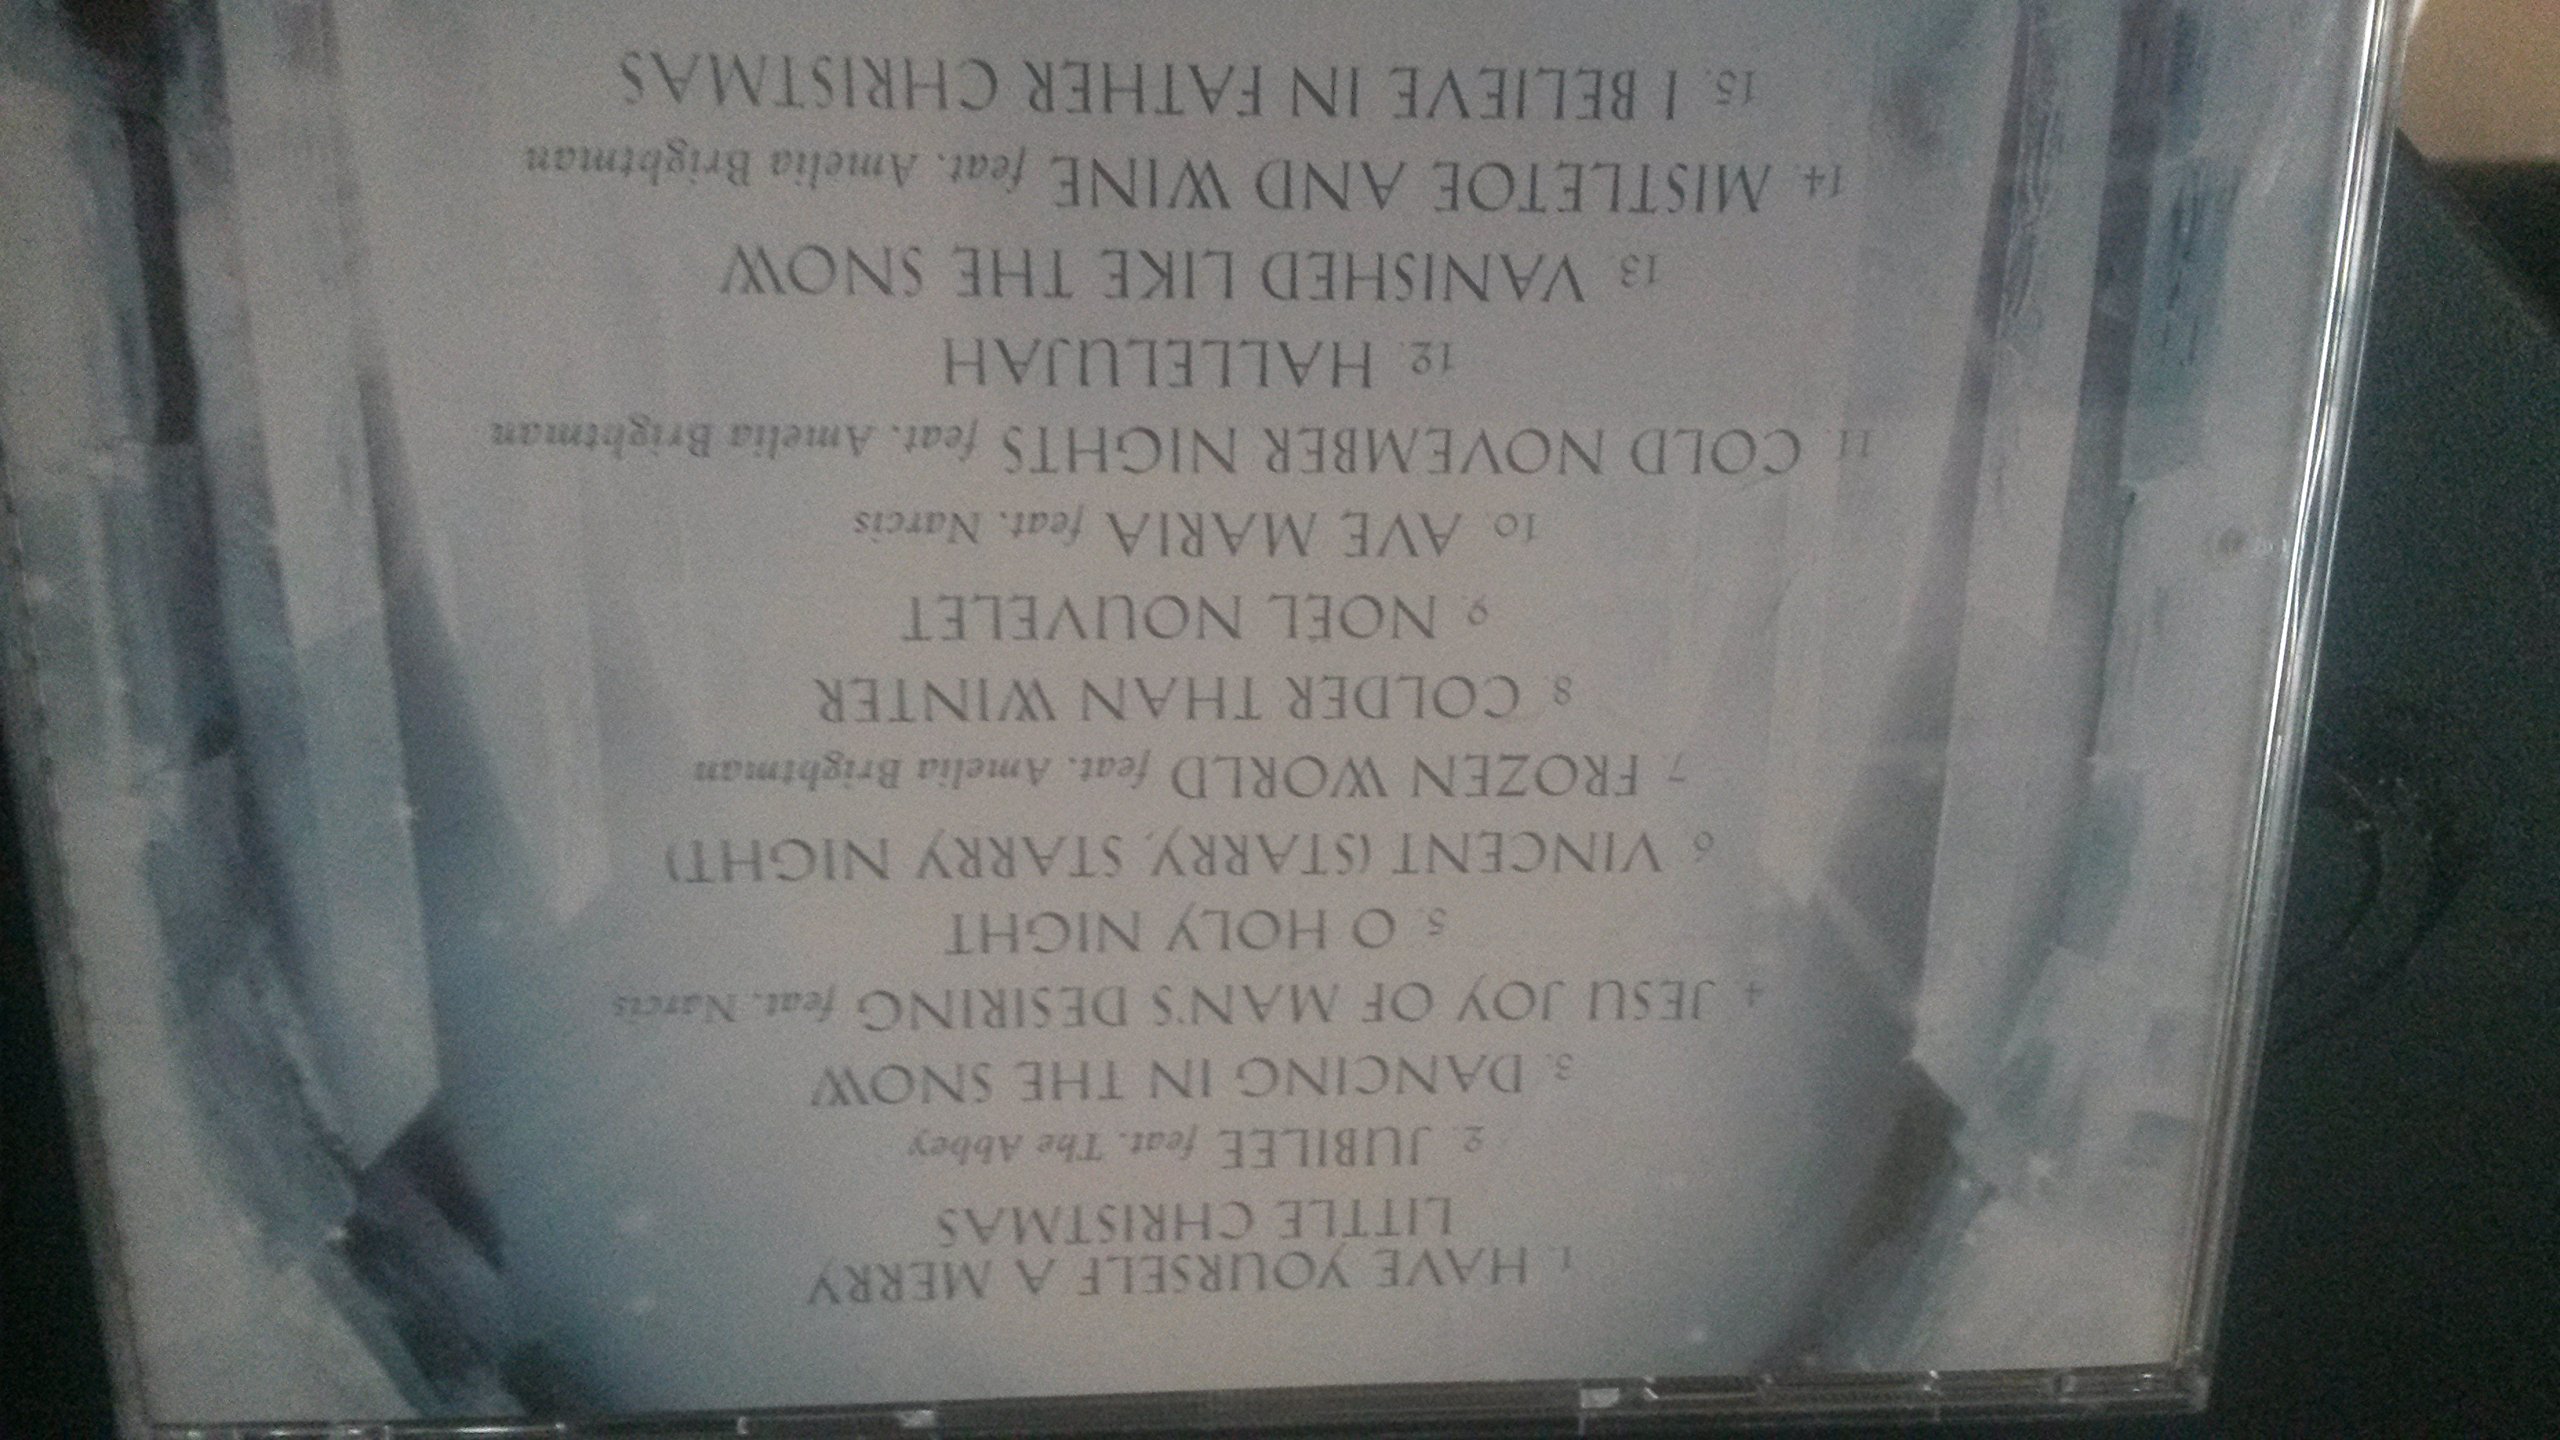 1. HAVE YOURSELF A MERRY
LITTLE CHRISTMAS
2. JUBILEE feat. The Abbey
3. DANCING IN THE SNOW
4. JESU JOY OF MAN'S DESIRING feat. Narcis
5. O HOLY NIGHT
6. VINCENT (STARRY, STARRY NIGHT)
7. FROZEN WORLD feat. Amelia Brightman
8. COLDER THAN WINTER
9. NOEL NOUVELET
10. AVE MARIA feat. Narcis
11. COLD NOVEMBER NIGHTS feat. Amelia Brightman
12. HALLELUJAH
13. VANISHED LIKE THE SNOW
14. MISTLETOE AND WINE feat. Amelia Brightman
15. I BELIEVE IN FATHER CHRISTMAS